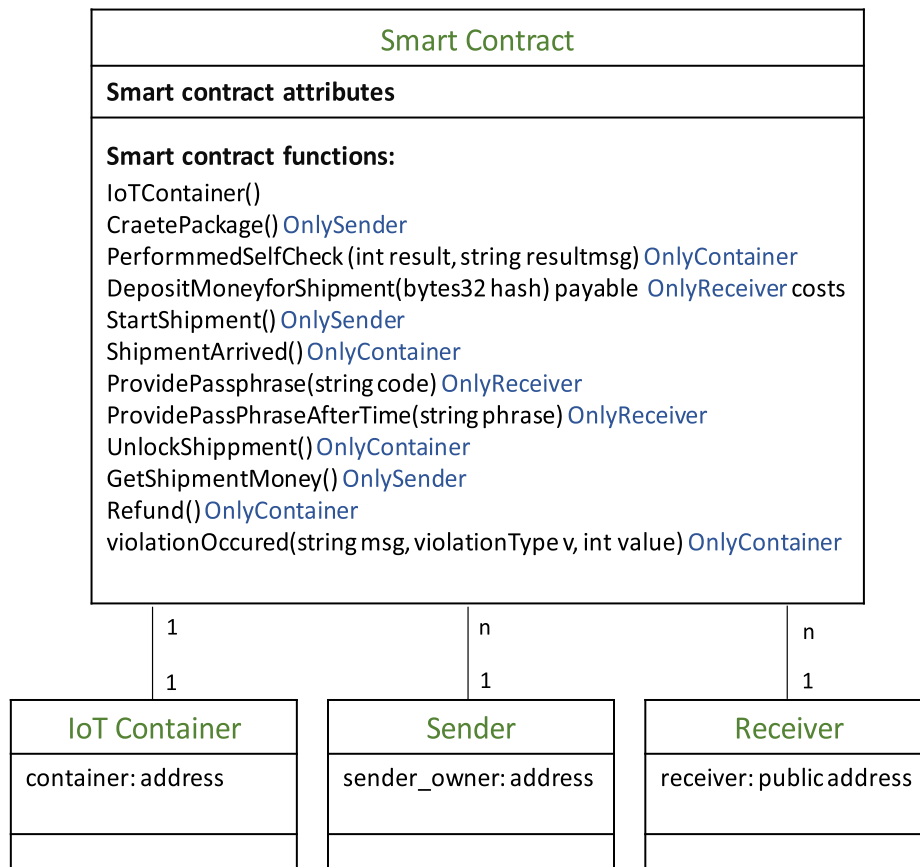 Smart Contract
Smart contract attributes
Smart contract functions:
IoTContainer()
CraetePackage() OnlySender
PerformmedSelfCheck (int result, string resultmsg) OnlyContainer
DepositMoneyforShipment(bytes32 hash) payable OnlyReceiver costs
StartShipment() OnlySender
ShipmentArrived() OnlyContainer
ProvidePassphrase(string code) OnlyReceiver
ProvidePassPhraseAfterTime(string phrase) OnlyReceiver
UnlockShippment() OnlyContainer
GetShipmentMoney() OnlySender
Refund() OnlyContainer
violationOccured(string msg, violationType v, int value) OnlyContainer
1 n n
1 1 1
IoT Container Sender Receiver
container: address sender_owner: address receiver: public address